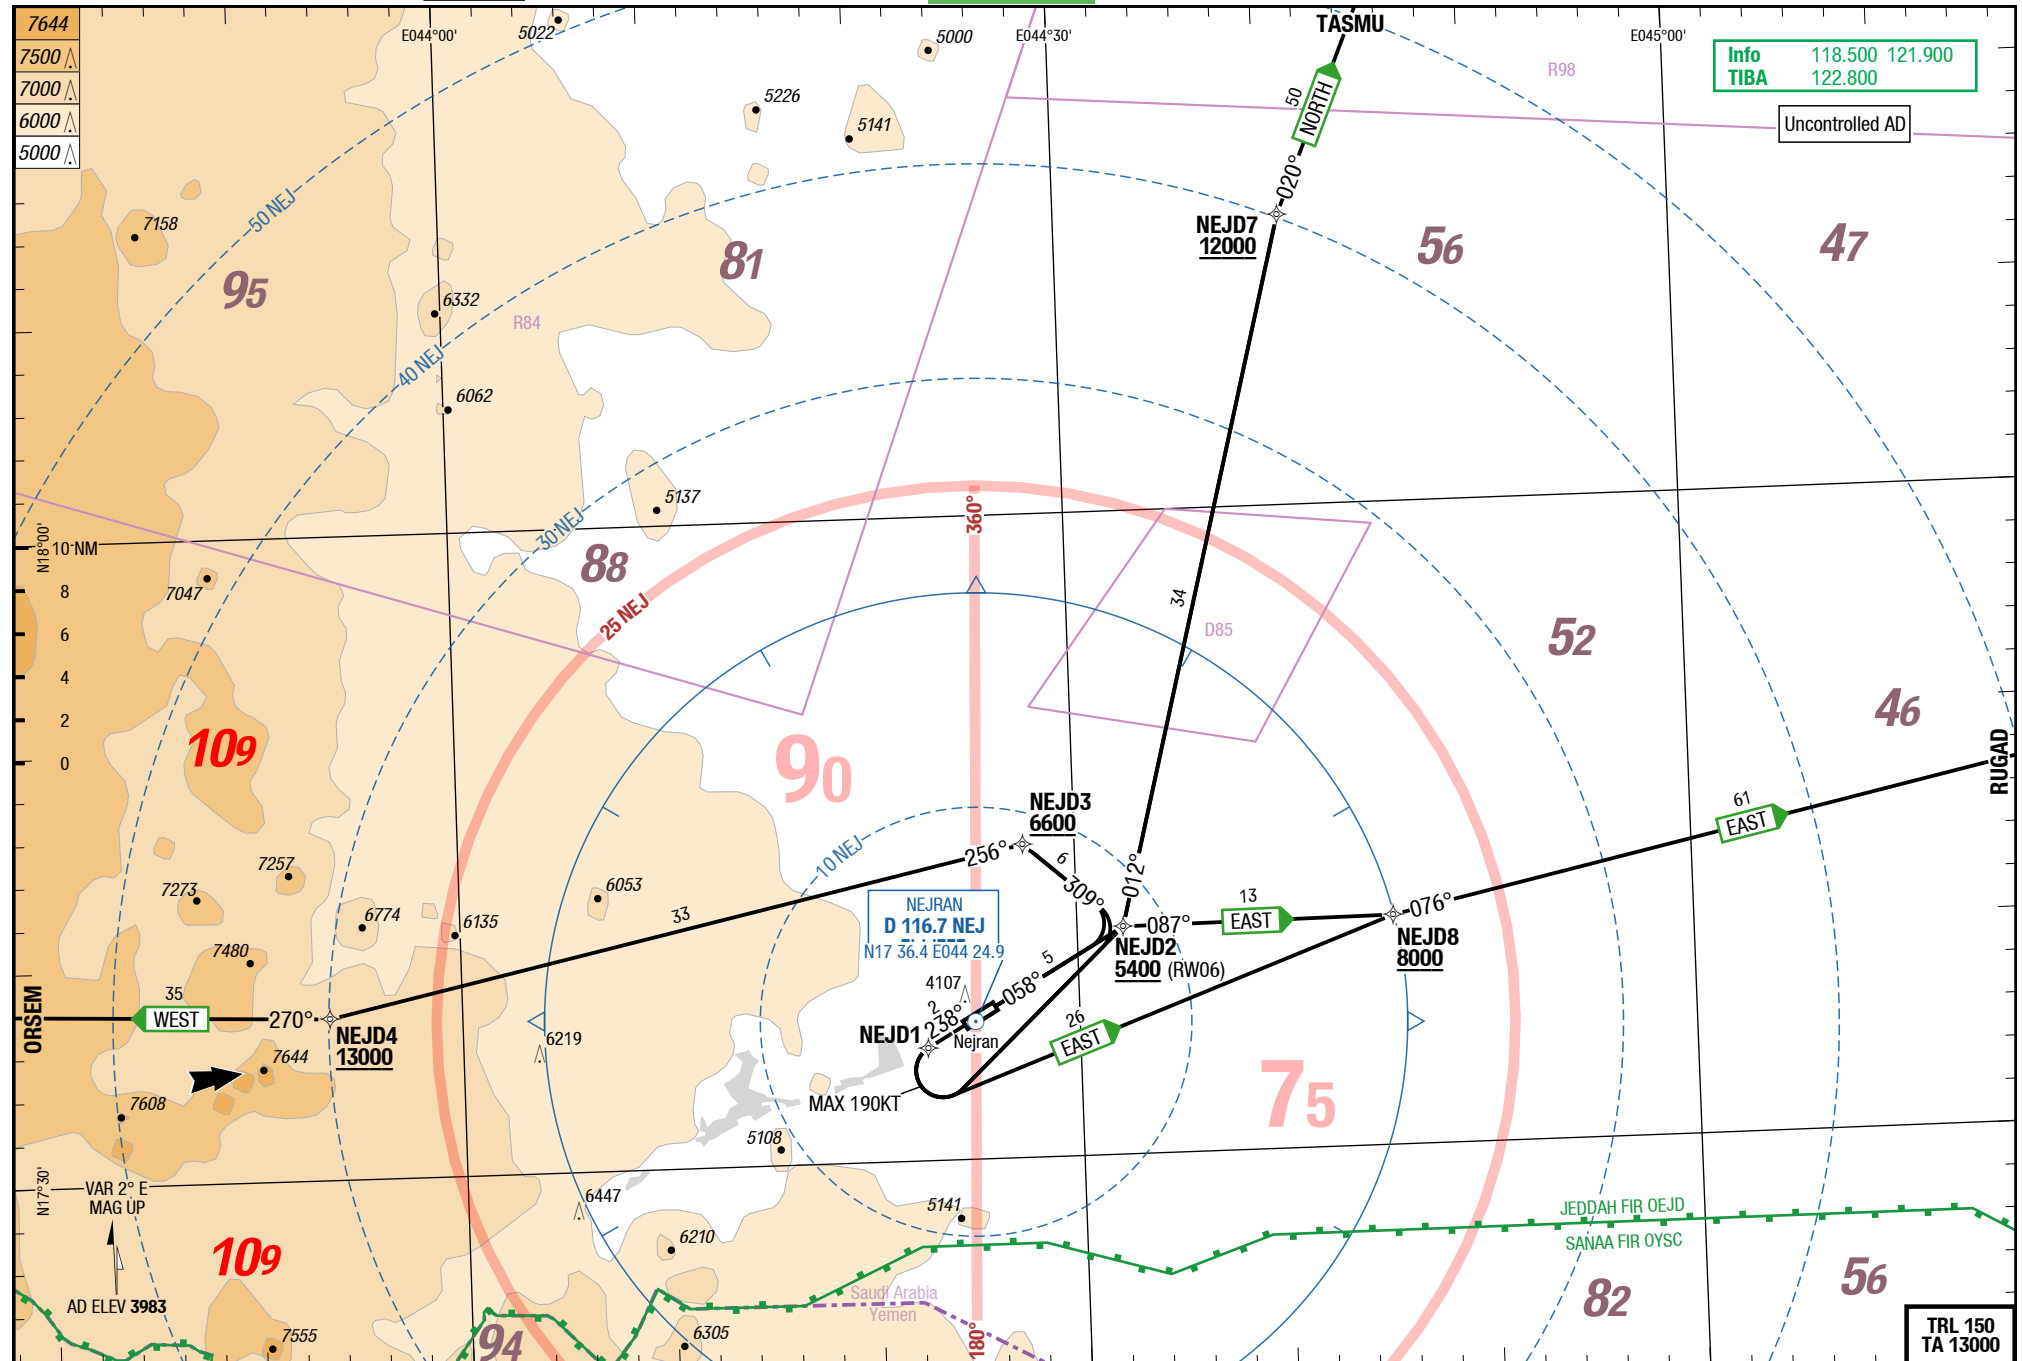 7644
7500
7000
6000
5000
E044°00'
5022
5000
E044°30'
TASMU
E045°00'
Info 118.500 121.900
TIBA 122.800
Uncontrolled AD
R98
5226
5141
50
NORTH
020°
7158
50 NEJ
95
81
NEJD7
12000
56
47
6332
R84
40 NEJ
6062
5137
30 NEJ
360°
N18°00'
10 NM
8
6
4
2
0
7047
88
25 NEJ
34
D85
52
46
109
90
RUGAD
61
EAST
NEJD3
6600
256°
6
309°
012°
10 NEJ
7257
7273
6774
6053
6135
33
7480
NEJRAN
D 116.7 NEJ
N17 36.4 E044 24.9
13
087°
EAST
076°
NEJD2
5400 (RW06)
NEJD8
8000
5
058°
4107
2
238°
NEJD1
Nejran
26
EAST
ORSEM
35
WEST
270°
NEJD4
13000
6219
7644
7608
MAX 190KT
75
5108
N17°30'
VAR 2° E
MAG UP
6447
5141
6210
JEDDAH FIR OEJD
SANAA FIR OYSC
109
AD ELEV 3983
Saudi Arabia
Yemen
82
56
7555
94
6305
180°
TRL 150
TA 13000